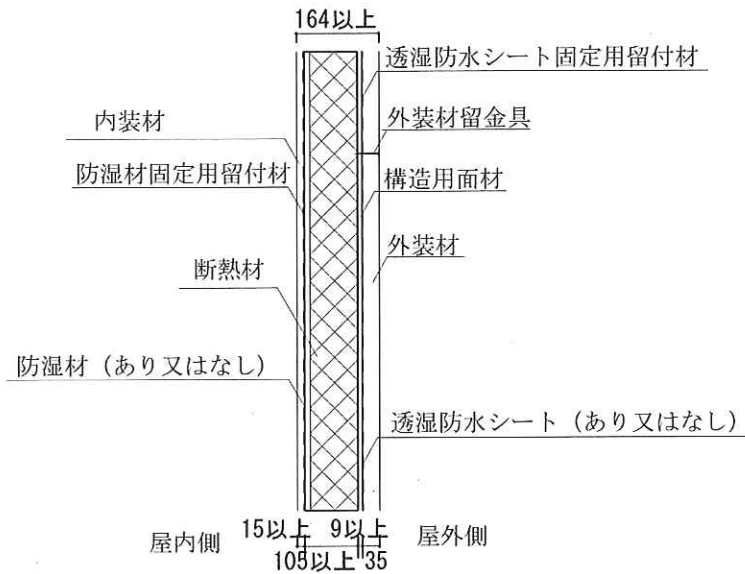 164以上
透湿防水シート固定用留付材
内装材
外装材留金具
防湿材固定用留付材
構造用面材
外装材
断熱材
防湿材（あり又はなし）
透湿防水シート（あり又はなし）
15以上 9以上
屋内側
屋外側
105以上 35